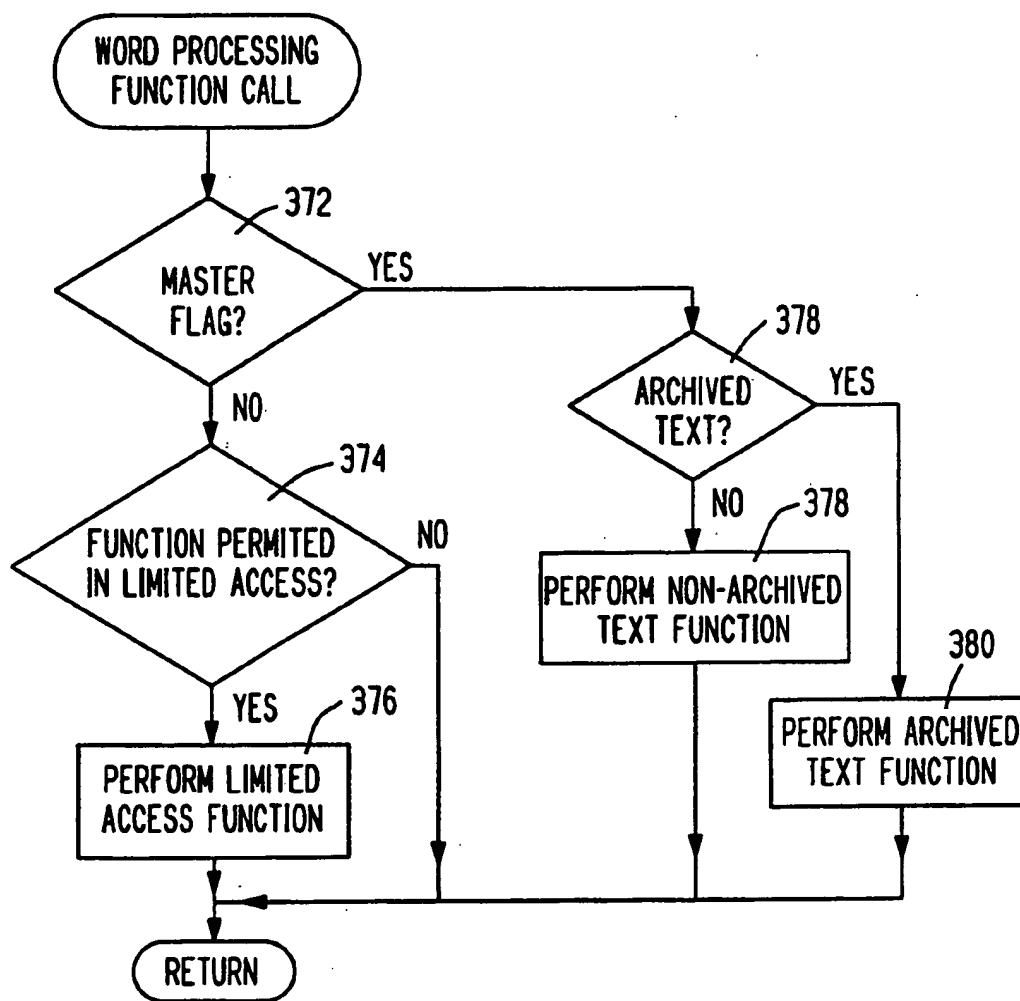 WORD PROCESSING
FUNCTION CALL
372
MASTER
FLAG?
YES
NO
378
ARCHIVED
TEXT?
YES
NO
374
FUNCTION PERMITED
IN LIMITED ACCESS?
NO
YES
378
PERFORM NON-ARCHIVED
TEXT FUNCTION
380
PERFORM ARCHIVED
TEXT FUNCTION
376
PERFORM LIMITED
ACCESS FUNCTION
RETURN